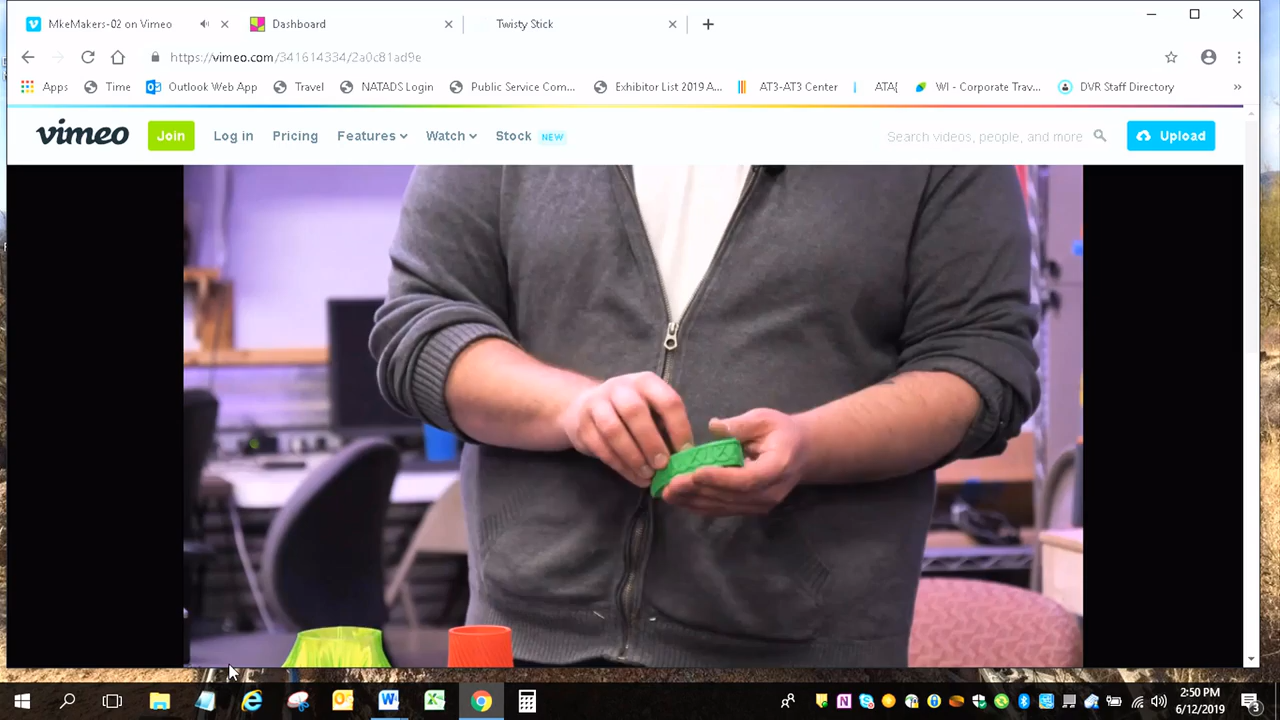 MkeMakers-02 on Vimeo
Dashboard
Twisty Stick
https://vimeo.com/341614334/2a0c81ad9e
Apps
Time
Outlook Web App
Travel
MATADS Login
Public Service Com...
Exhibitor List 2019 A...
AT3-AT3 Center
ATA{
WI - Corporate Trav...
DVR Staff Directory
vimeo
Join
Log in
Pricing
Features
Watch
Stock
NEW
Search videos, people, and more
Upload
2:50 PM
6/12/2019
3